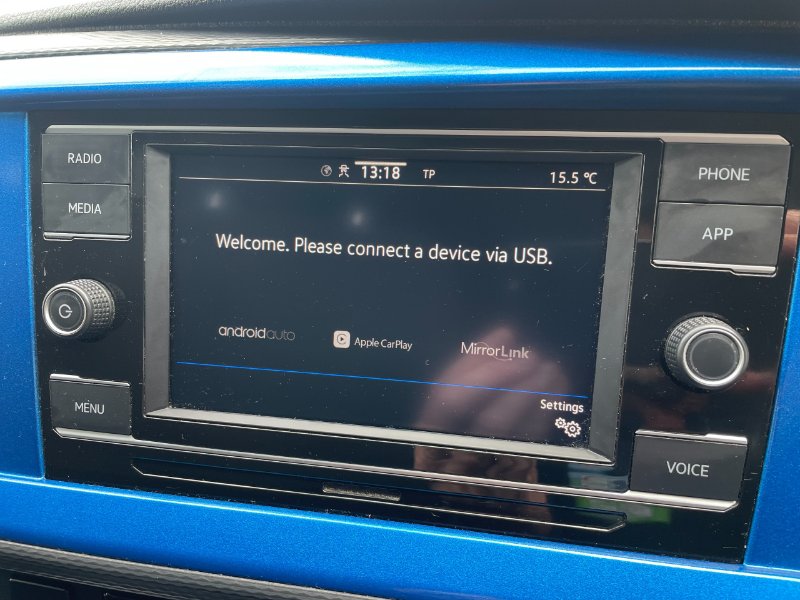 RADIO
MEDIA
MENU
13:18
TP
15.5 °C
Welcome. Please connect a device via USB.
androidauto
Apple CarPlay
MirrorLink
Settings
PHONE
APP
VOICE